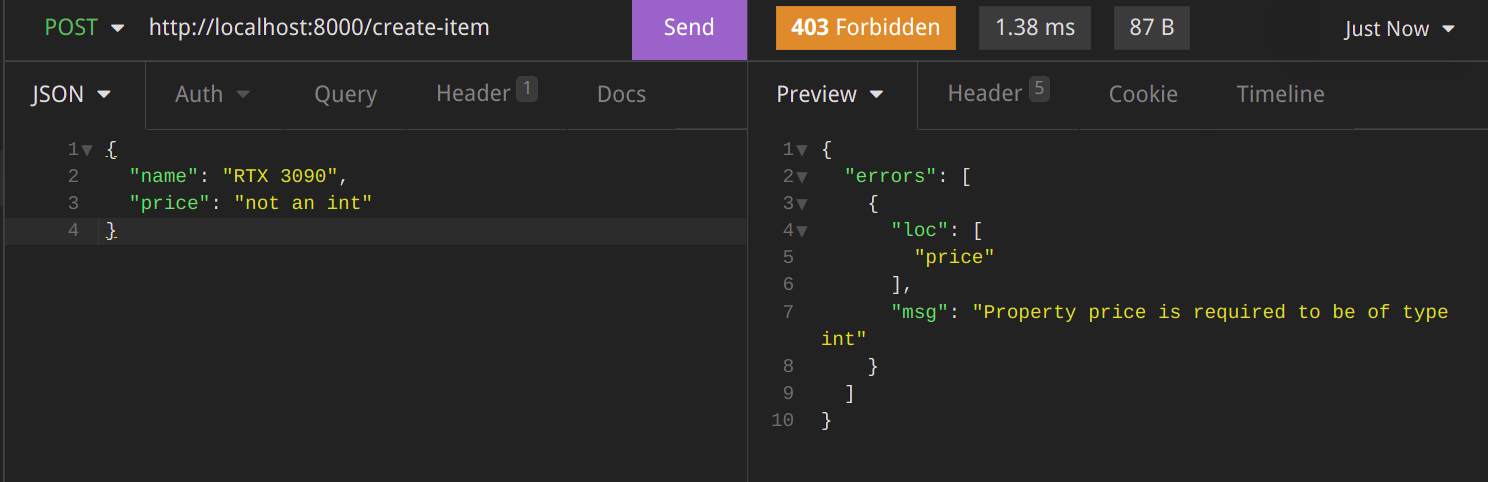 POST http://localhost:8000/create-item Send 403 Forbidden 1.38 ms 87 B Just Now
JSON Auth Query Header 1 Docs
Preview Header 5 Cookie Timeline
1 {
2 "name": "RTX 3090",
3 "price": "not an int"
4 }
1 {
2 "errors": [
3 {
4 "loc": [
5 "price"
6 ],
7 "msg": "Property price is required to be of type
int"
8 }
9 ]
10 }